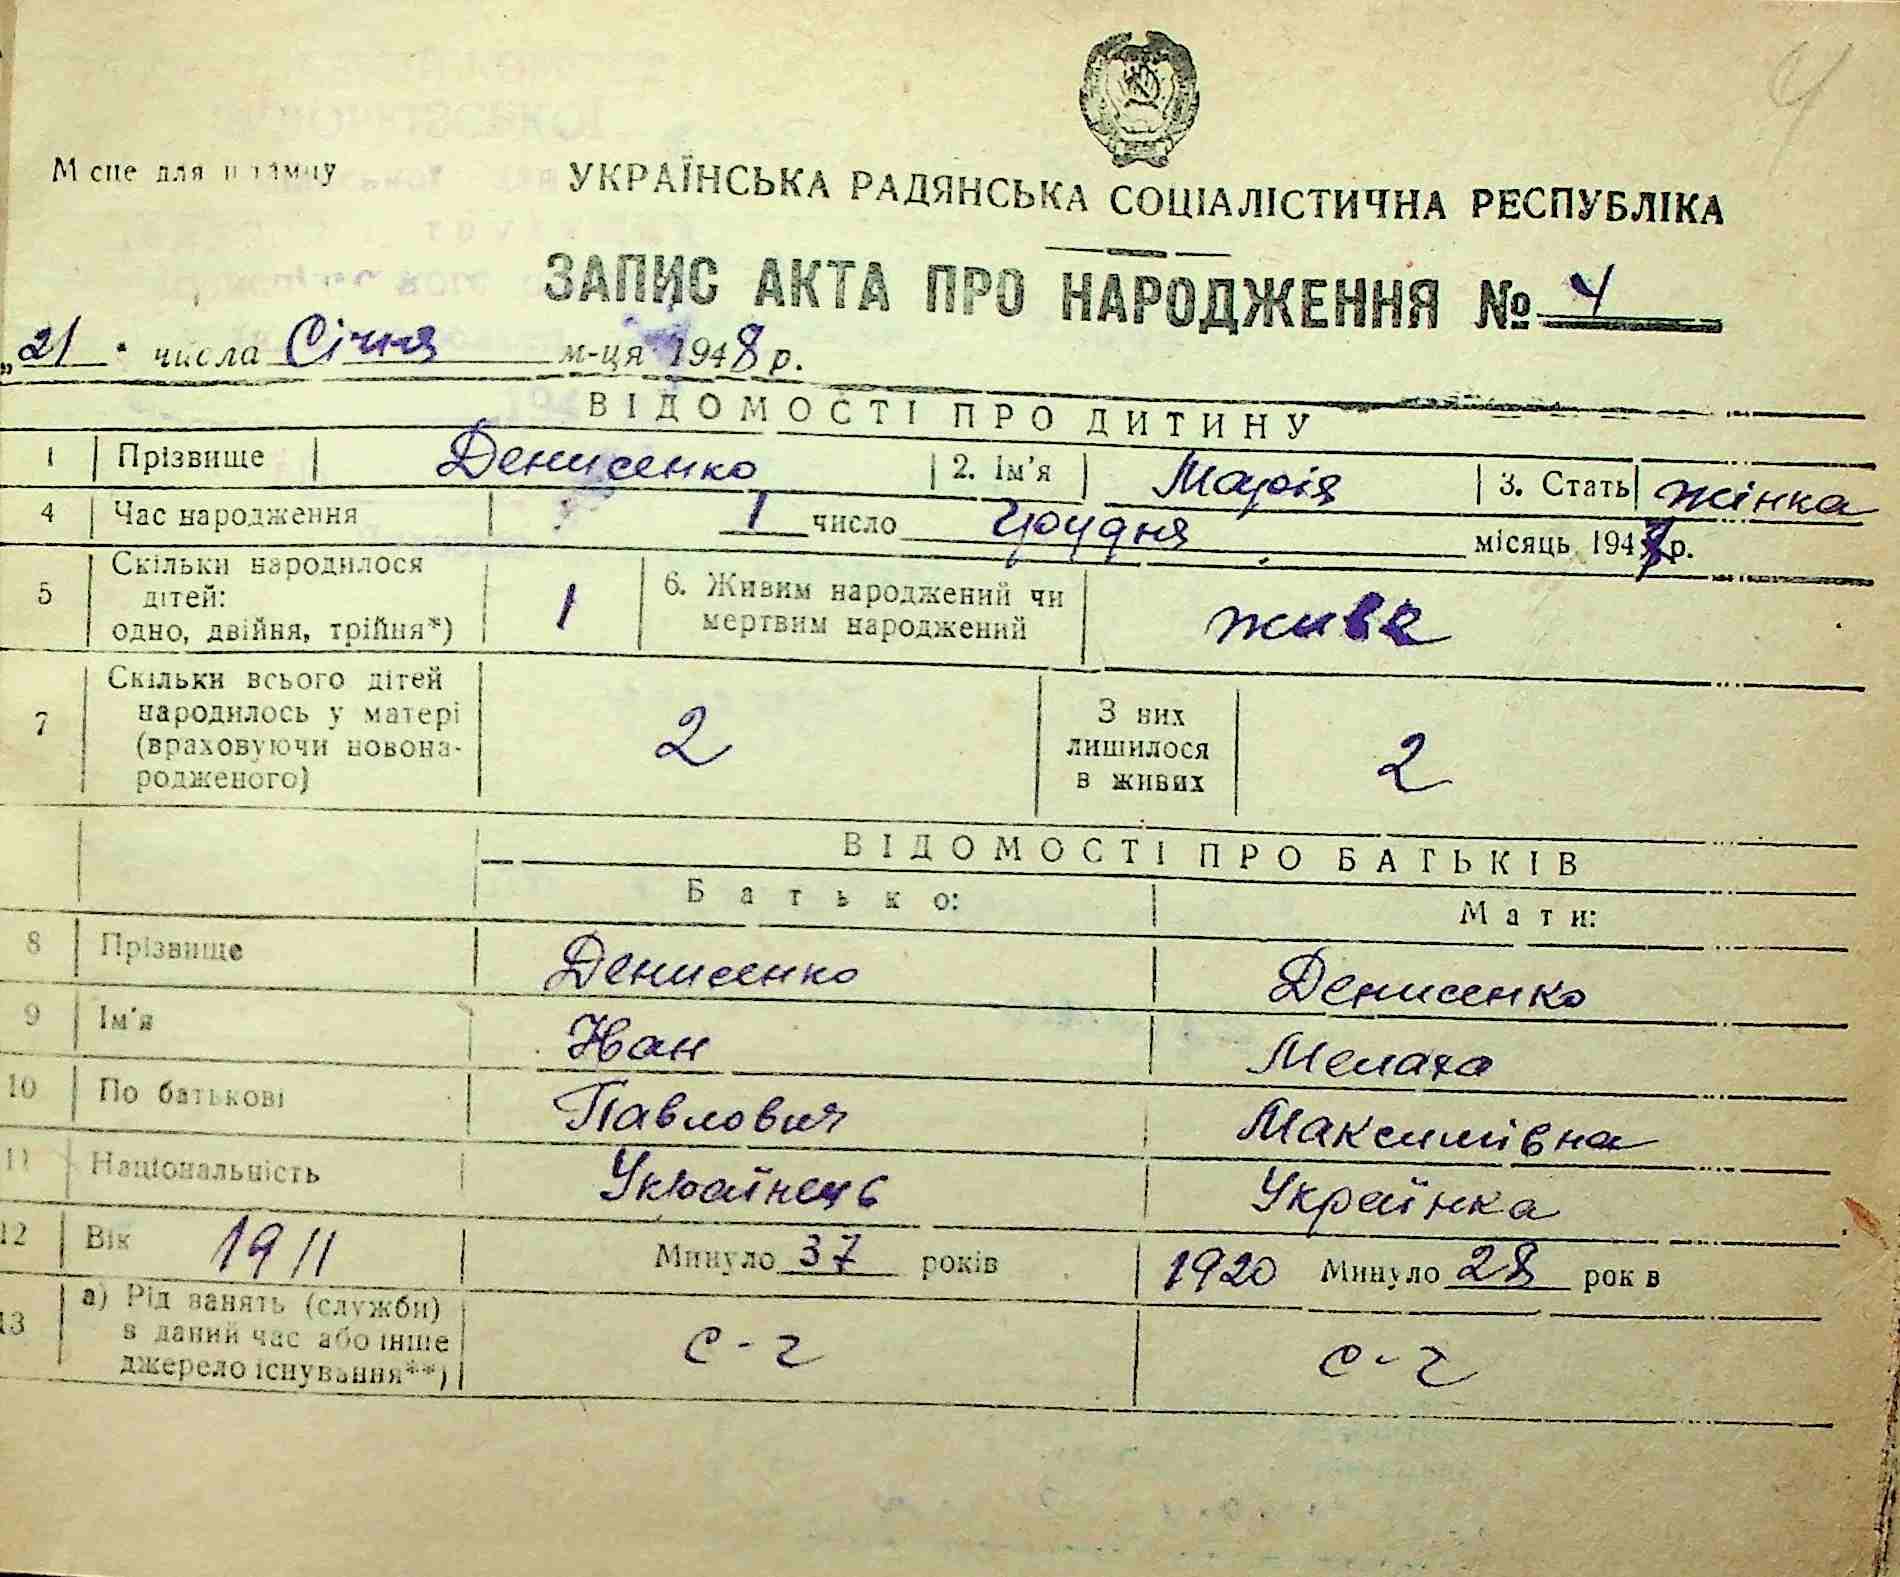 4
Місце для штампу
УКРАЇНСЬКА РАДЯНСЬКА СОЦІАЛІСТИЧНА РЕСПУБЛІКА
ЗАПИС АКТА ПРО НАРОДЖЕННЯ № 4
„21" числа Січня м-ця 1948 р.
ВІДОМОСТІ ПРО ДИТИНУ
1 Прізвище Денисенко 2. Ім'я Марія 3. Стать жінка
4 Час народження 1 число грудня місяць 1947 р.
5 Скільки народилося дітей: одно, двійня, трійня*) 1 6. Живим народжений чи мертвим народжений живе
7 Скільки всього дітей народилось у матері (враховуючи новонародженого) 2 З них лишилося в живих 2
ВІДОМОСТІ ПРО БАТЬКІВ
Батько: Мати:
8 Прізвище Денисенко Денисенко
9 Ім'я Иван
10 По батькові Павлович Максимівна
11 Національність Українець Українка
12 Вік 1911 Минуло 37 років 1920 Минуло 28 років
13 а) Рід занять (служби) в даний час або інше джерело існування**) с-г с-г